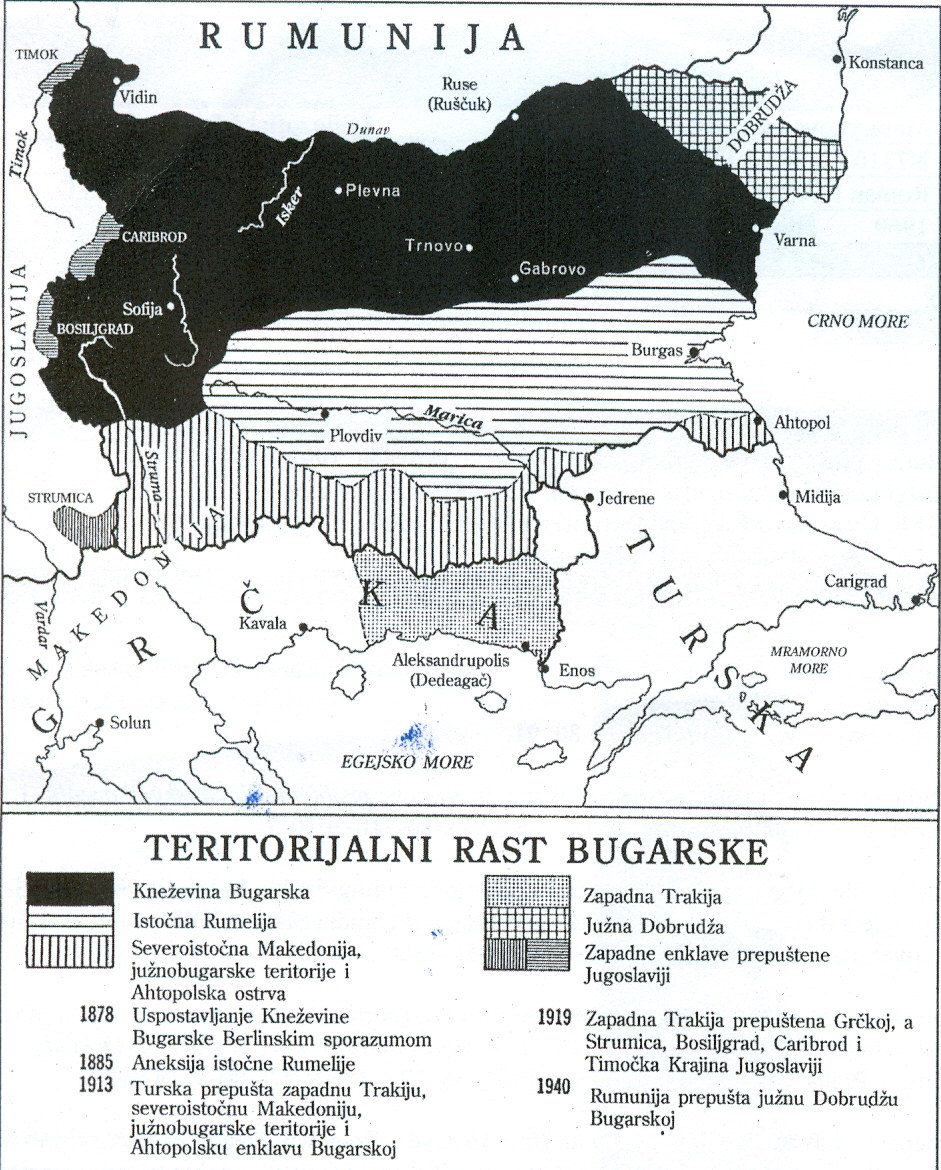 RUMUNIJA
TIMOK
Vidin
Timok
Ruse
(Ruščuk)
Konstanca
DOBRUDŽA
Dunav
Isker
Plevna
Trnovo
Gabrovo
Varna
CARIBROD
Sofija
BOSILJGRAD
JUGOSLAVIJA
CRNO MORE
Burgas
Marica
Plovdiv
Ahtopol
Struma
STRUMICA
Jedrene
Midija
MAKEDONIJA
Vardar
GRČKA
TURSKA
Carigrad
Kavala
Aleksandrupolis
(Dedeagač)
Enos
MRAMORNO
MORE
Solun
EGEJSKO MORE
TERITORIJALNI RAST BUGARSKE
Kneževina Bugarska
Istočna Rumelija
Severoistočna Makedonija,
južnobugarske teritorije i
Ahtopolska ostrva
1878 Uspostavljanje Kneževine
Bugarske Berlinskim sporazumom
1885 Aneksija istočne Rumelije
1913 Turska prepušta zapadnu Trakiju,
severoistočnu Makedoniju,
južnobugarske teritorije i
Ahtopolsku enklavu Bugarskoj
Zapadna Trakija
Južna Dobrudža
Zapadne enklave prepuštene
Jugoslaviji
1919 Zapadna Trakija prepuštena Grčkoj, a
Strumica, Bosiljgrad, Caribrod i
Timočka Krajina Jugoslaviji
1940 Rumunija prepušta južnu Dobrudžu
Bugarskoj